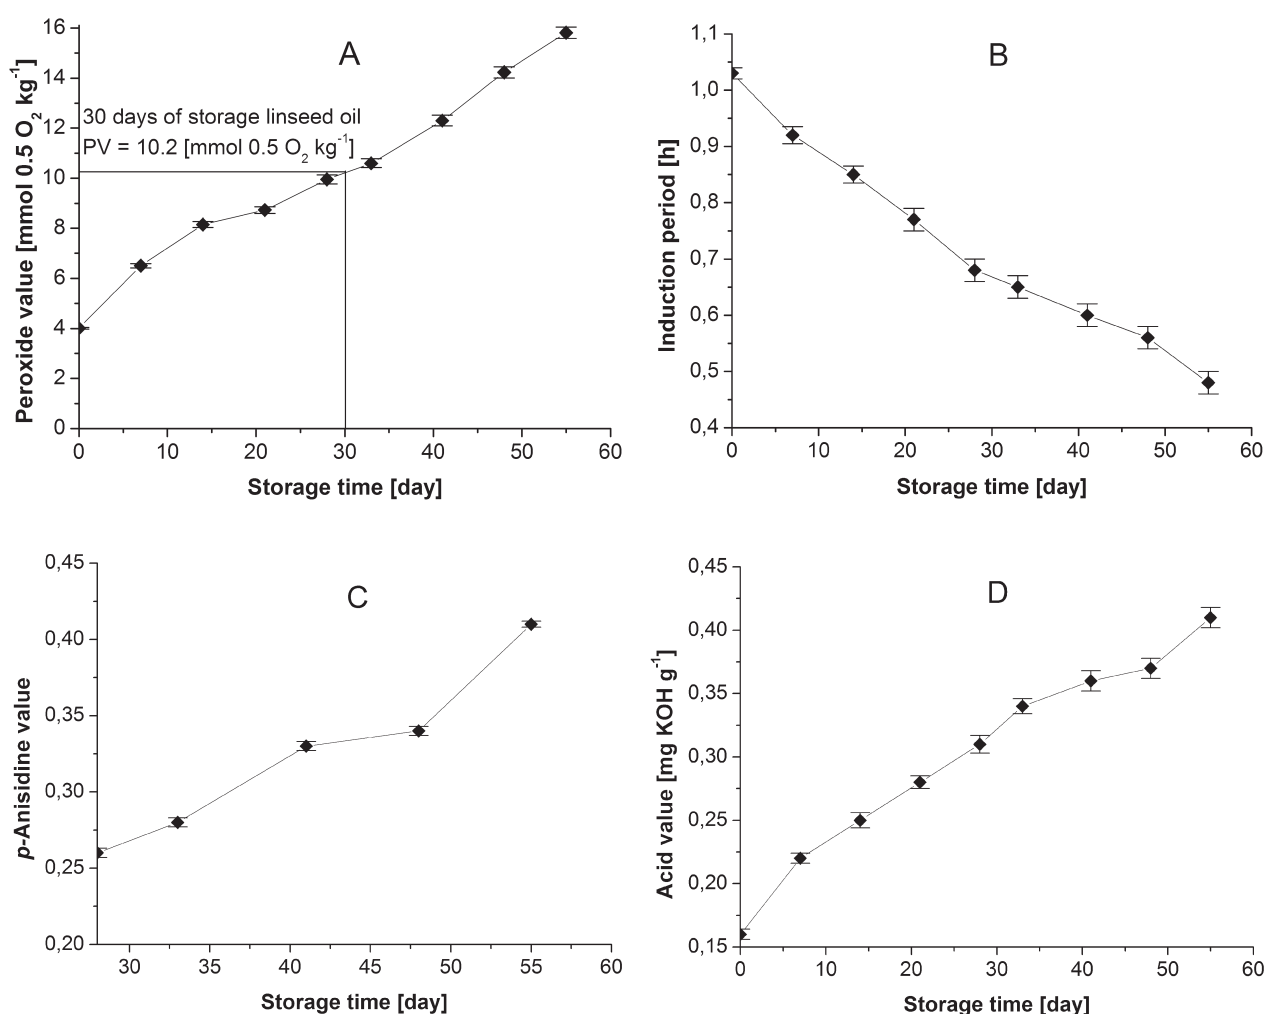 A
Peroxide value [mmol 0.5 O2 kg-1]
16
14
12
10
8
6
4
2
0
30 days of storage linseed oil
PV = 10.2 [mmol 0.5 O2 kg-1]
0 10 20 30 40 50 60
Storage time [day]
B
Induction period [h]
1,1
1,0
0,9
0,8
0,7
0,6
0,5
0,4
0 10 20 30 40 50 60
Storage time [day]
C
p-Anisidine value
0,45
0,40
0,35
0,30
0,25
0,20
30 35 40 45 50 55 60
Storage time [day]
D
Acid value [mg KOH g-1]
0,45
0,40
0,35
0,30
0,25
0,20
0,15
0 10 20 30 40 50 60
Storage time [day]